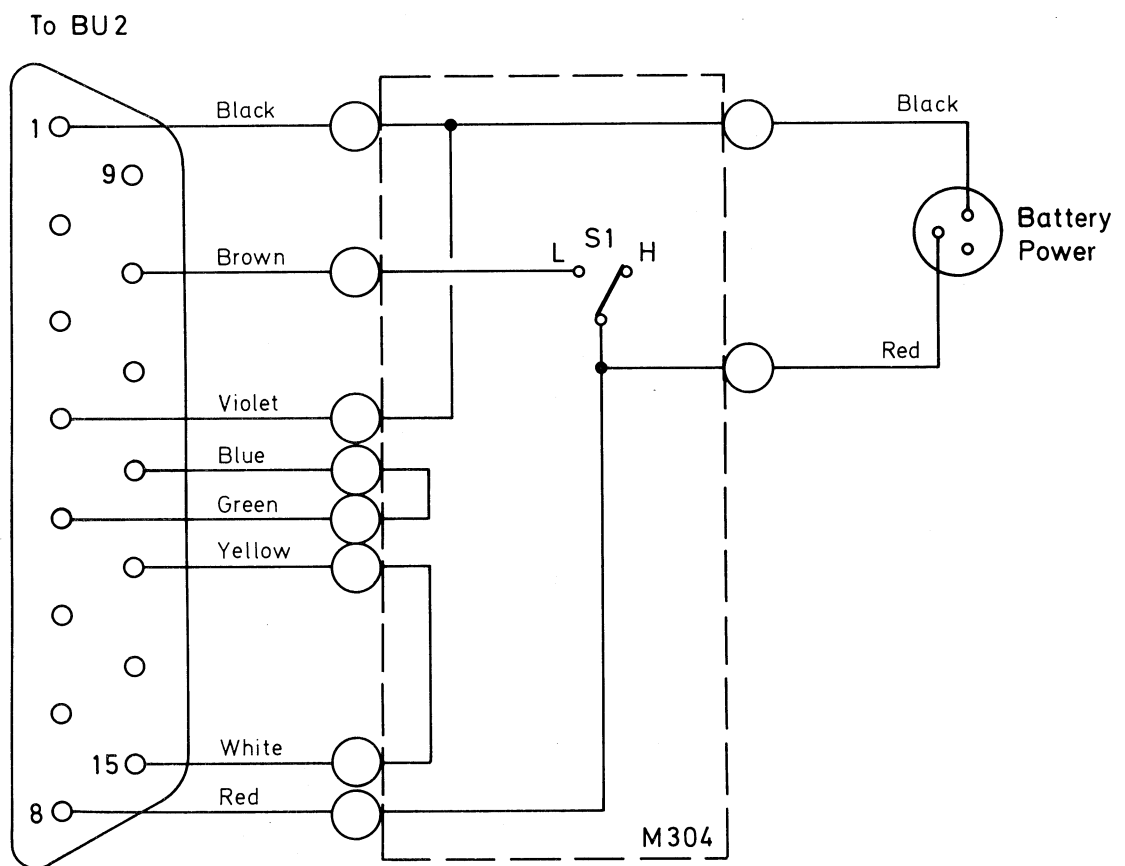 To BU2
1
Black
Black
9
Battery
Power
S1
L
H
Brown
Red
Violet
Blue
Green
Yellow
15
White
8
Red
M304